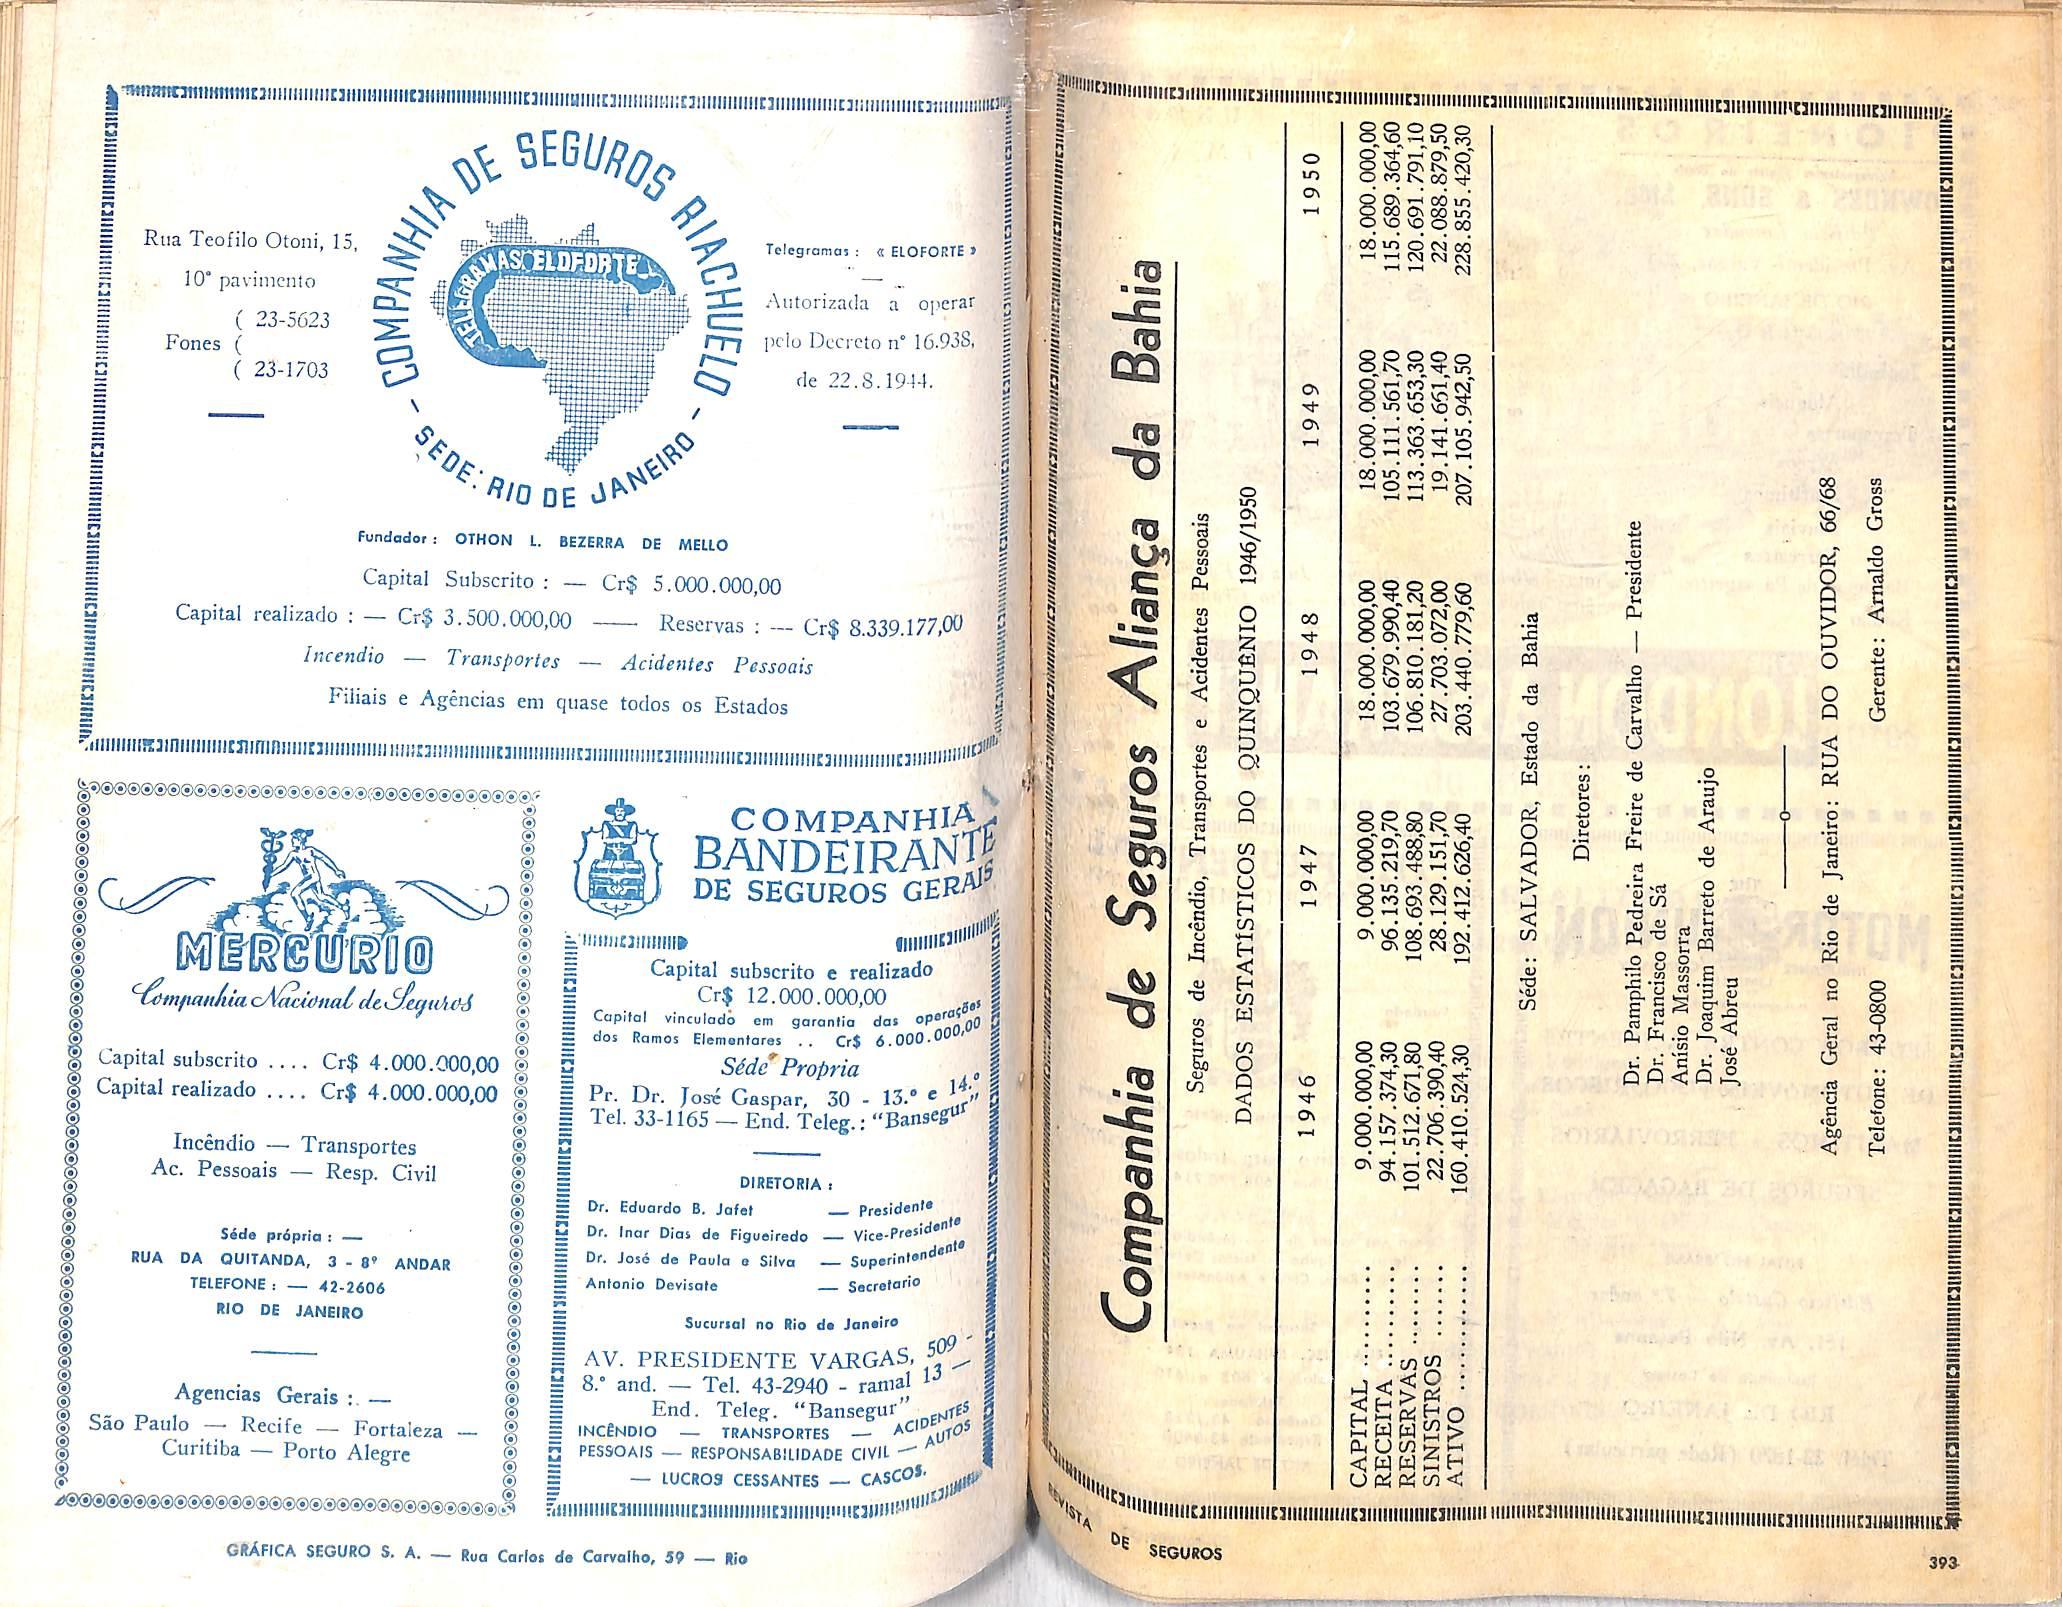 COMPANHIA DE SEGUROS RIACHUELO
- SEDE: RIO DE JANEIRO -
TELEGRAMAS ELOFORTE
Rua Teofilo Otoni, 15,
10º pavimento
( 23-5623
Fones (
( 23-1703
Telegramas : « ELOFORTE »
—
Autorizada a operar
pelo Decreto nº 16.938,
de 22.8.1944.
Fundador : OTHON L. BEZERRA DE MELLO
Capital Subscrito : — Cr$ 5.000.000,00
Capital realizado : — Cr$ 3.500.000,00 —— Reservas : --- Cr$ 8.339.177,00
Incendio — Transportes — Acidentes Pessoais
Filiais e Agências em quase todos os Estados
MERCURIO
Companhia Nacional de Seguros
Capital subscrito .... Cr$ 4.000.000,00
Capital realizado .... Cr$ 4.000.000,00
Incêndio — Transportes
Ac. Pessoais — Resp. Civil
Séde própria : —
RUA DA QUITANDA, 3 - 8º ANDAR
TELEFONE : — 42-2606
RIO DE JANEIRO
Agencias Gerais : —
São Paulo — Recife — Fortaleza —
Curitiba — Porto Alegre
COMPANHIA
BANDEIRANTE
DE SEGUROS GERAIS
Capital subscrito e realizado
Cr$ 12.000.000,00
Capital vinculado em garantia das operações
dos Ramos Elementares .. Cr$ 6.000.000,00
Séde Propria
Pr. Dr. José Gaspar, 30 - 13.º e 14.º
Tel. 33-1165 — End. Teleg.: "Bansegur"
DIRETORIA :
Dr. Eduardo B. Jafet — Presidente
Dr. Inar Dias de Figueiredo — Vice-Presidente
Dr. José de Paula e Silva — Superintendente
Antonio Devisate — Secretario
Sucursal no Rio de Janeiro
AV. PRESIDENTE VARGAS, 509 -
8.º and. — Tel. 43-2940 - ramal 13 —
End. Teleg. "Bansegur"
INCÊNDIO — TRANSPORTES — ACIDENTES
PESSOAIS — RESPONSABILIDADE CIVIL — AUTOS
— LUCROS CESSANTES — CASCOS.
GRÁFICA SEGURO S. A. — Rua Carlos de Carvalho, 59 — Rio
Companhia de Seguros Aliança da Bahia
Seguros de Incêndio, Transportes e Acidentes Pessoais
DADOS ESTATÍSTICOS DO QUINQUÊNIO 1946/1950
1946 1947 1948 1949 1950
CAPITAL .......... 9.000.000,00 9.000.000,00 18.000.000,00 18.000.000,00 18.000.000,00
RECEITA .......... 94.157.374,30 96.135.219,70 103.679.990,40 105.111.561,70 115.689.364,60
RESERVAS ........ 101.512.671,80 108.693.488,80 106.810.181,20 113.363.653,30 120.691.791,10
SINISTROS ....... 22.706.390,40 28.129.151,70 27.703.072,00 19.141.651,40 22.088.879,50
ATIVO ............ 160.410.524,30 192.412.626,40 203.440.779,60 207.105.942,50 228.855.420,30
Séde: SALVADOR, Estado da Bahia
Diretores:
Dr. Pamphilo Pedreira Freire de Carvalho — Presidente
Dr. Francisco de Sá
Anísio Massorra
Dr. Joaquim Barreto de Araujo
José Abreu
——o——
Agência Geral no Rio de Janeiro: RUA DO OUVIDOR, 66/68
Telefone: 43-0800 Gerente: Arnaldo Gross
REVISTA DE SEGUROS
393